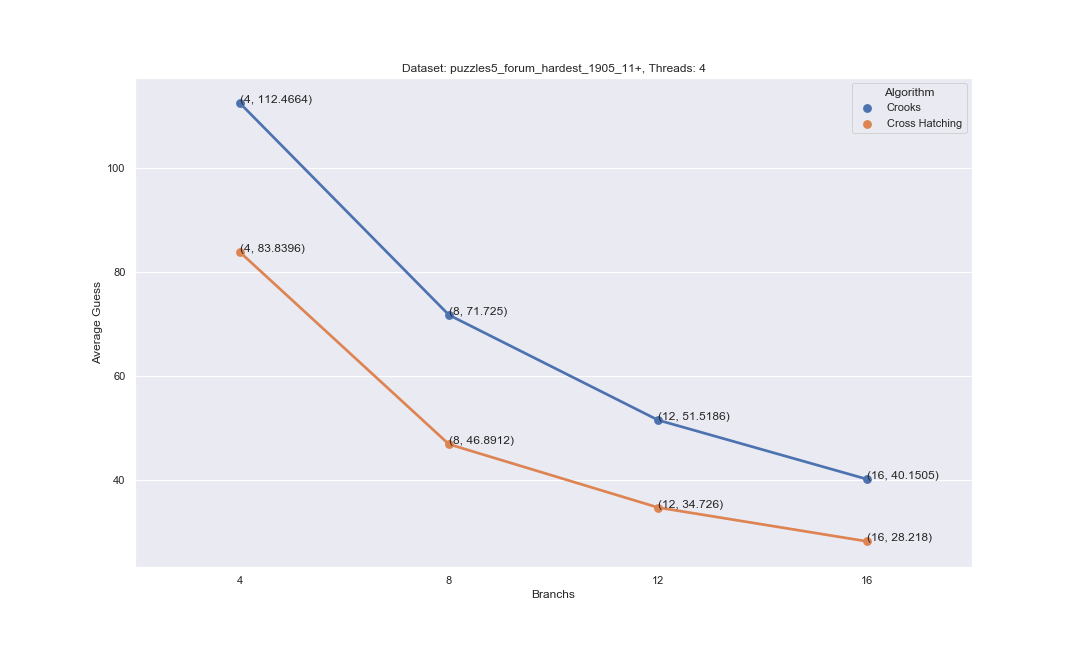 Dataset: puzzles5_forum_hardest_1905_11+, Threads: 4
Algorithm
Crooks
Cross Hatching
(4, 112.4664)
(4, 83.8396)
(8, 71.725)
(8, 46.8912)
(12, 51.5186)
(12, 34.726)
(16, 40.1505)
(16, 28.218)
Average Guess
100
80
60
40
4 8 12 16
Branchs